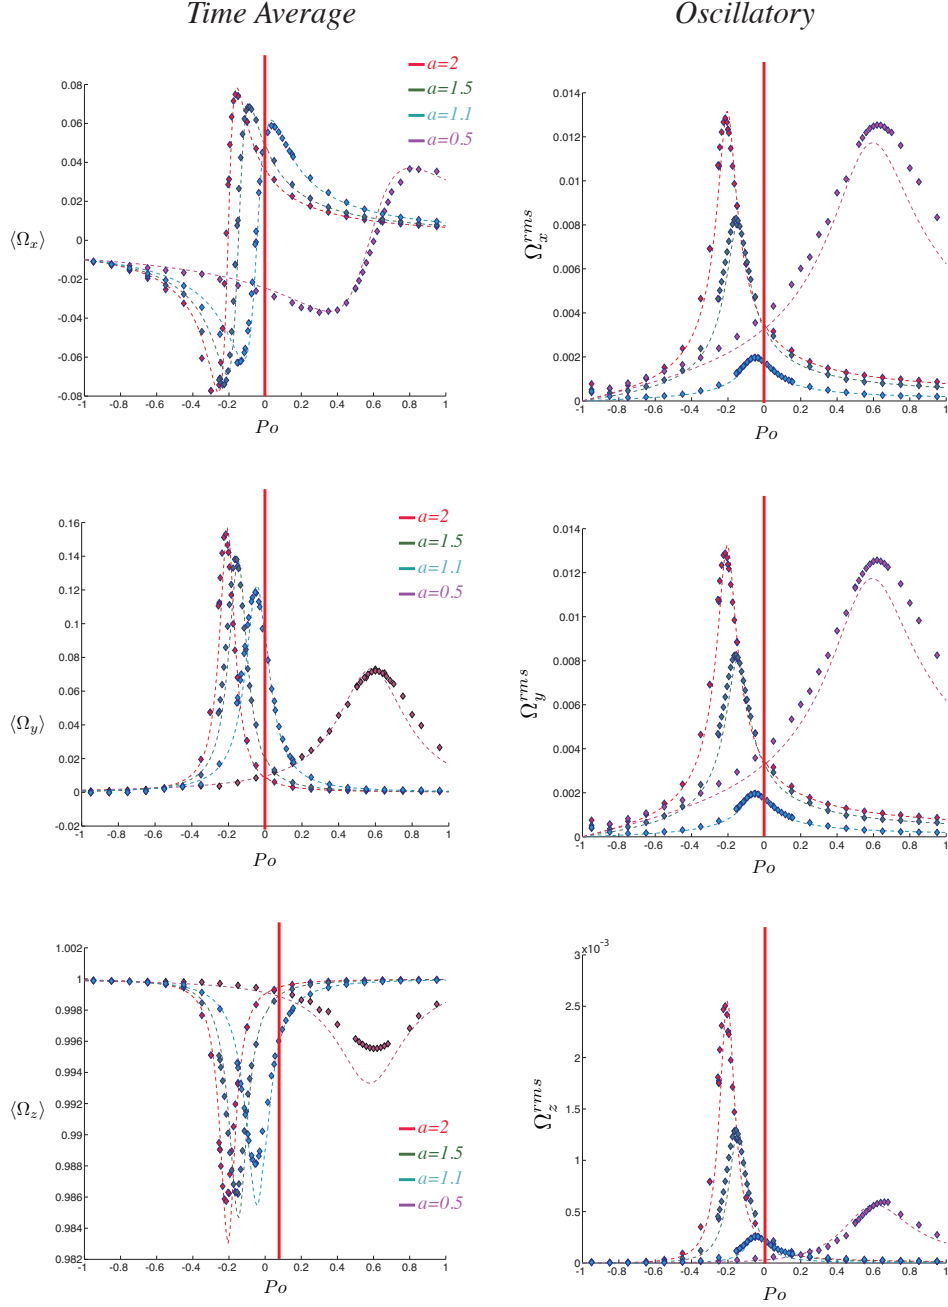 Time Average
Oscillatory
a=2
a=1.5
a=1.1
a=0.5
0.08
0.06
0.04
0.02
0
-0.02
-0.04
-0.06
-0.08
⟨Ω_x⟩
-1 -0.8 -0.6 -0.4 -0.2 0 0.2 0.4 0.6 0.8 1
Po
0.014
0.012
0.01
0.008
0.006
0.004
0.002
0
Ω_x^{rms}
-1 -0.8 -0.6 -0.4 -0.2 0 0.2 0.4 0.6 0.8 1
Po
a=2
a=1.5
a=1.1
a=0.5
0.16
0.14
0.12
0.1
0.08
0.06
0.04
0.02
0
-0.02
⟨Ω_y⟩
-1 -0.8 -0.6 -0.4 -0.2 0 0.2 0.4 0.6 0.8 1
Po
0.014
0.012
0.01
0.008
0.006
0.004
0.002
0
Ω_y^{rms}
-1 -0.8 -0.6 -0.4 -0.2 0 0.2 0.4 0.6 0.8 1
Po
1.002
1
0.998
0.996
0.994
0.992
0.99
0.988
0.986
0.984
0.982
⟨Ω_z⟩
a=2
a=1.5
a=1.1
a=0.5
-1 -0.8 -0.6 -0.4 -0.2 0 0.2 0.4 0.6 0.8 1
Po
3x10^{-3}
2.5
2
1.5
1
0.5
0
Ω_z^{rms}
-1 -0.8 -0.6 -0.4 -0.2 0 0.2 0.4 0.6 0.8 1
Po